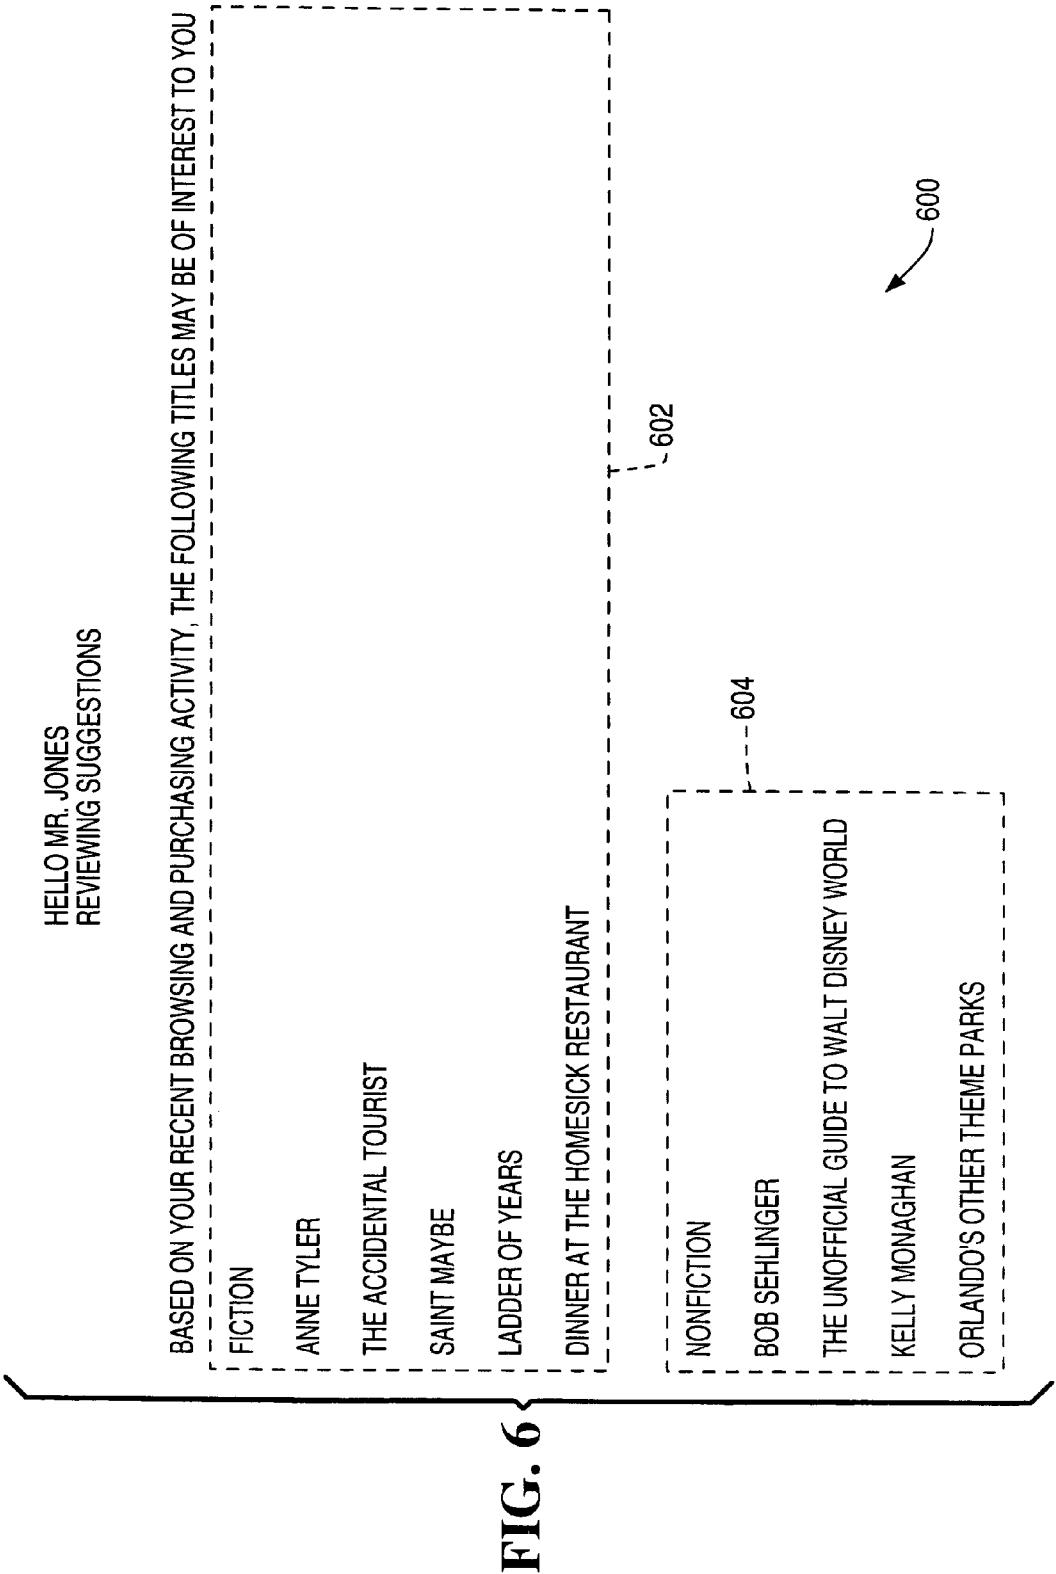 HELLO MR. JONES
REVIEWING SUGGESTIONS
BASED ON YOUR RECENT BROWSING AND PURCHASING ACTIVITY, THE FOLLOWING TITLES MAY BE OF INTEREST TO YOU
FICTION
ANNE TYLER
THE ACCIDENTAL TOURIST
SAINT MAYBE
LADDER OF YEARS
DINNER AT THE HOMESICK RESTAURANT
602
NONFICTION
BOB SEHLINGER
THE UNOFFICIAL GUIDE TO WALT DISNEY WORLD
KELLY MONAGHAN
ORLANDO'S OTHER THEME PARKS
604
600
FIG. 6